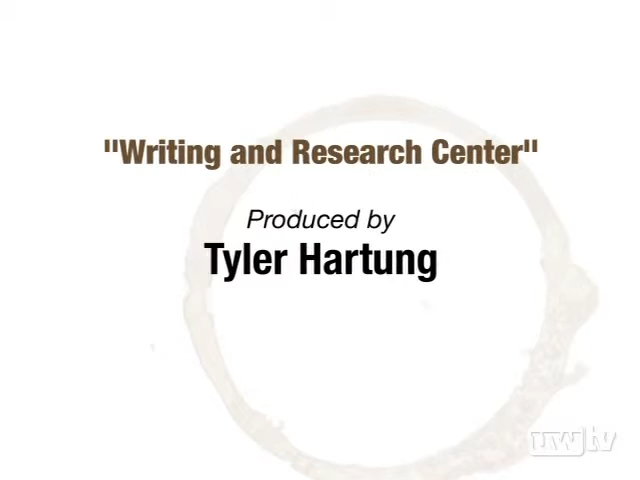 "Writing and Research Center"
Produced by
Tyler Hartung
uwtv